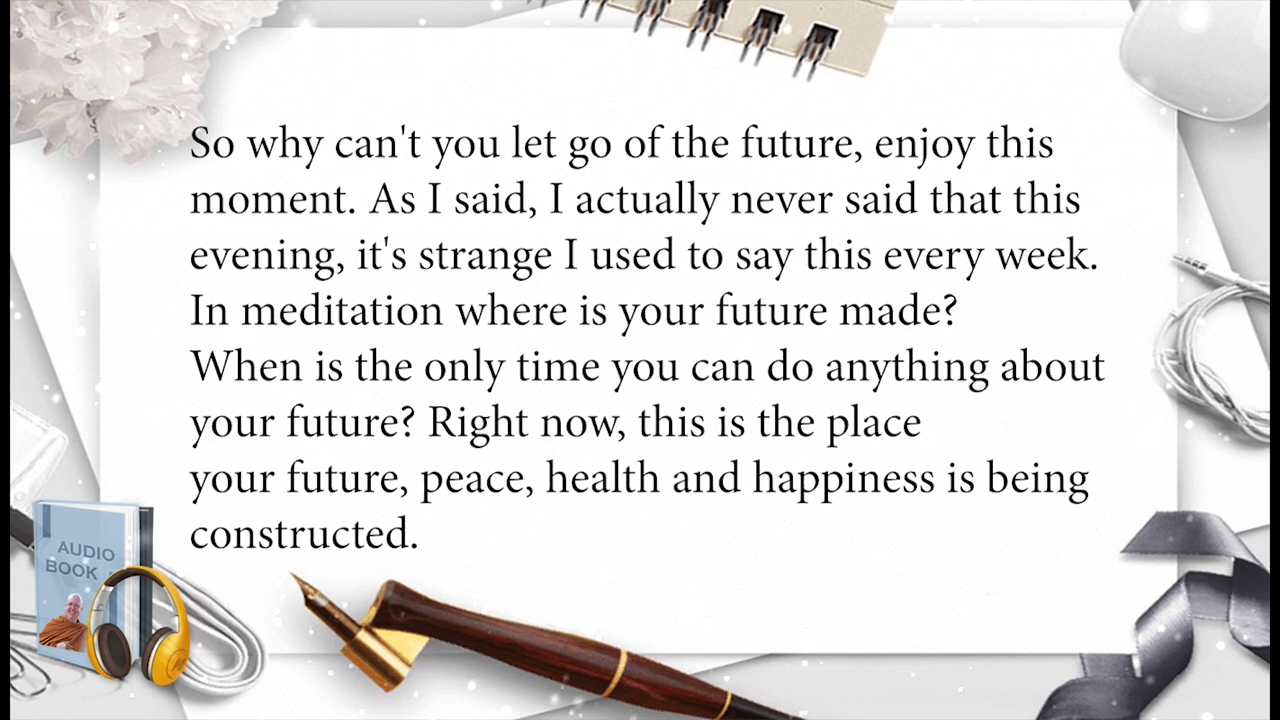 So why can't you let go of the future, enjoy this
moment. As I said, I actually never said that this
evening, it's strange I used to say this every week.
In meditation where is your future made?
When is the only time you can do anything about
your future? Right now, this is the place
your future, peace, health and happiness is being
constructed.
AUDIO
BOOK